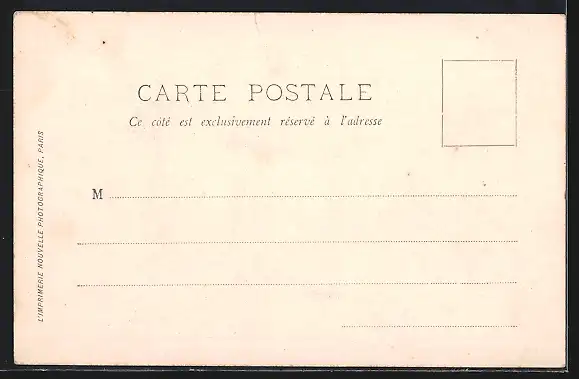 CARTE POSTALE
Ce côté est exclusivement réservé à l'adresse
M
L'IMPRIMERIE NOUVELLE PHOTOGRAPHIQUE, PARIS